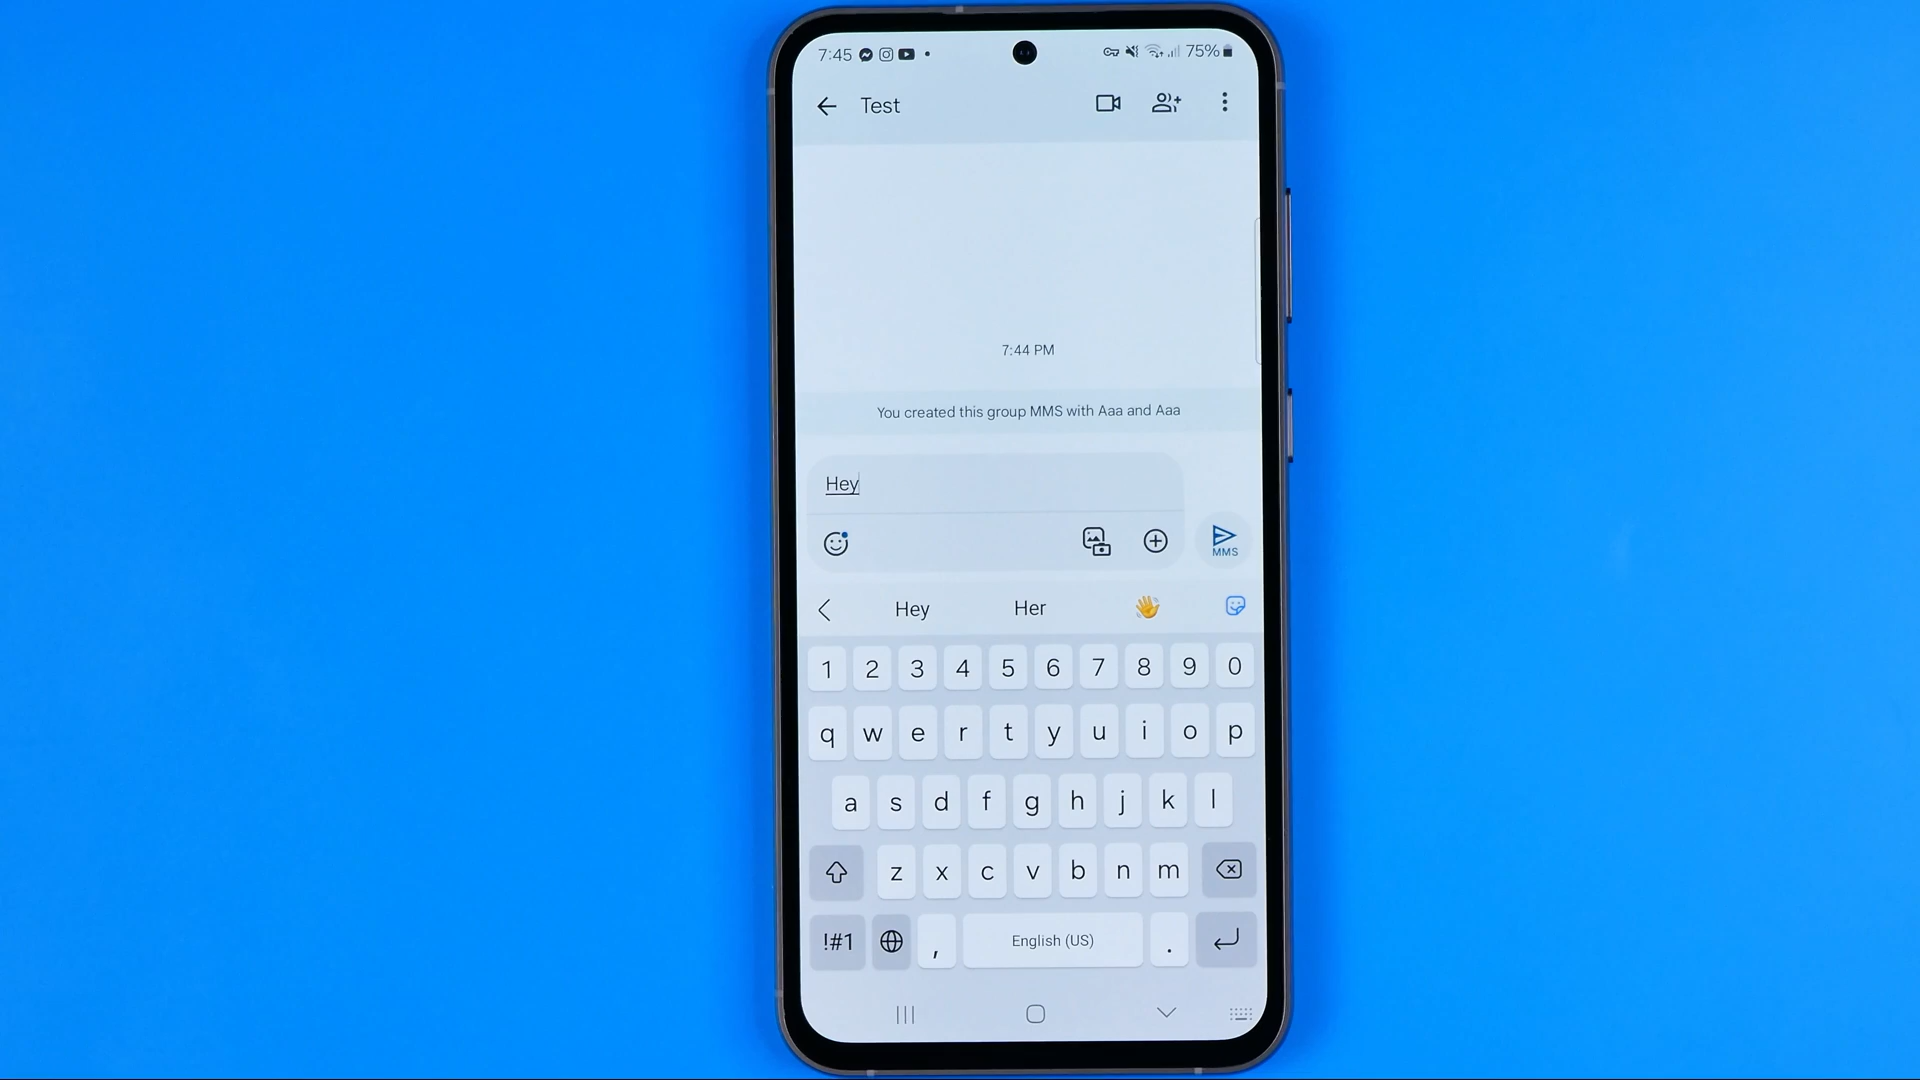 7:45 75%
Test
7:44 PM
You created this group MMS with Aaa and Aaa
Hey
MMS
Hey Her 👋
1 2 3 4 5 6 7 8 9 0
q w e r t y u i o p
a s d f g h j k l
z x c v b n m
!#1 , English (US) .